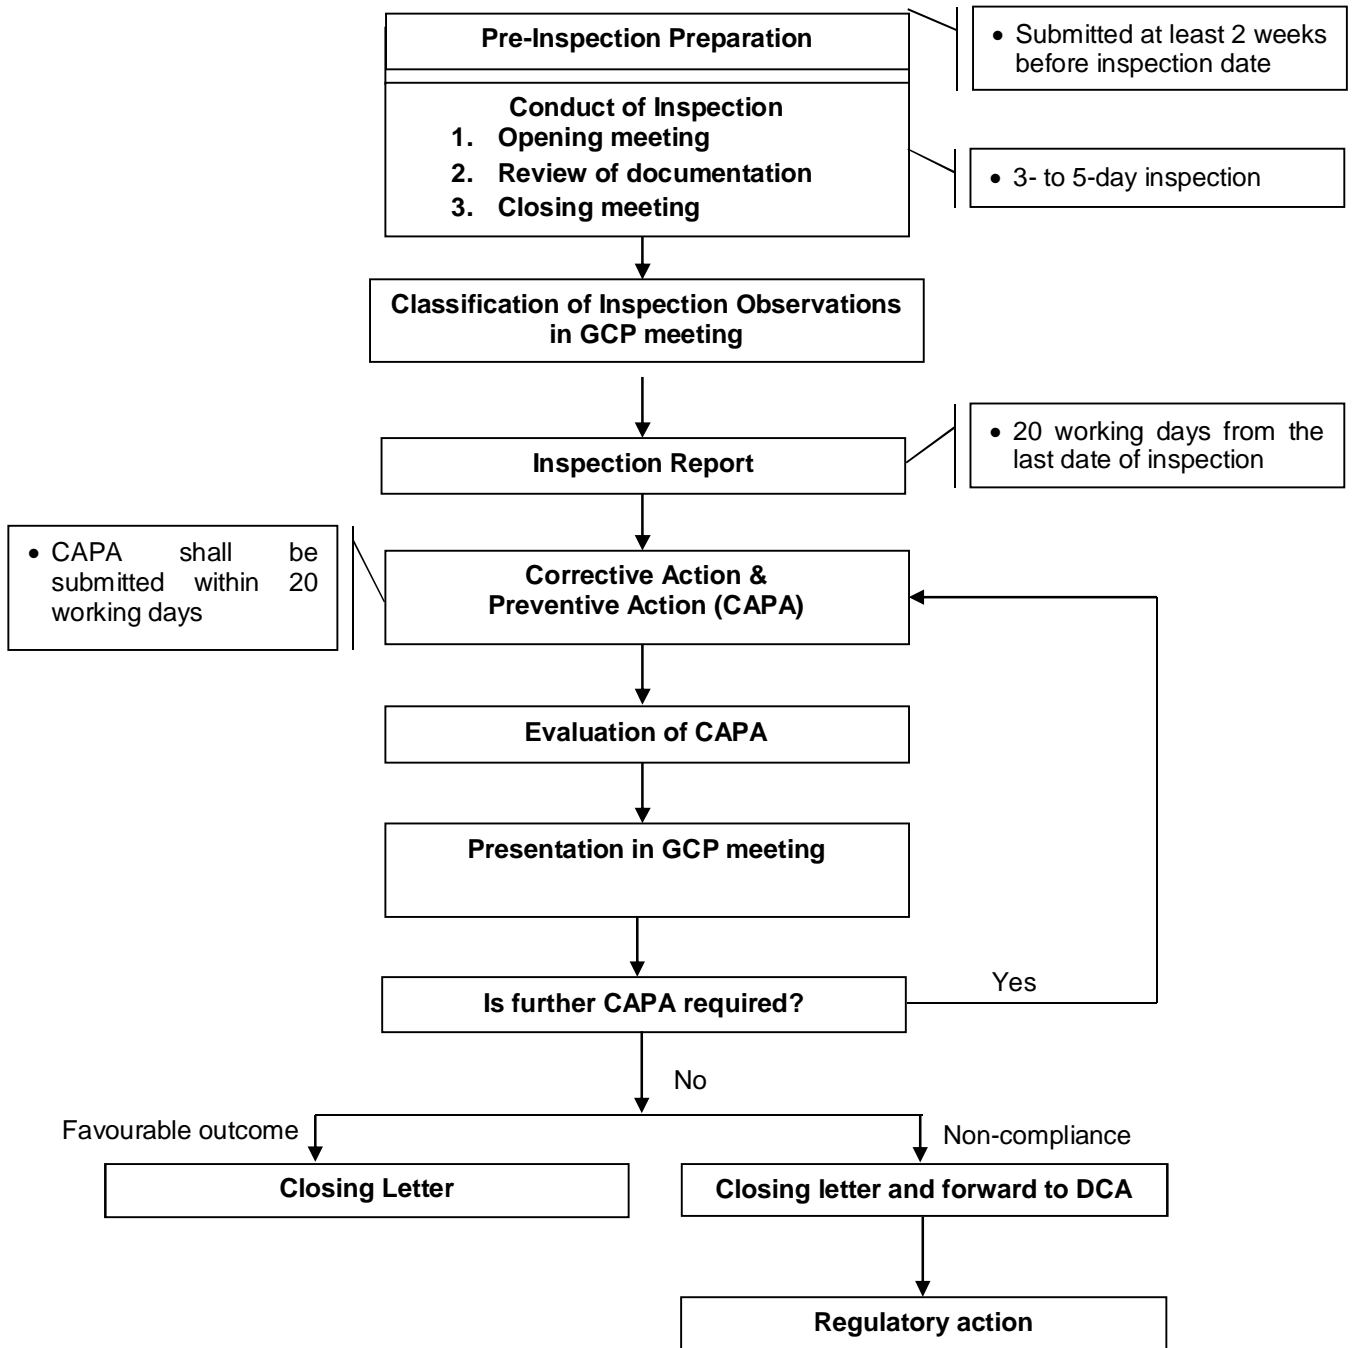 Pre-Inspection Preparation
• Submitted at least 2 weeks
before inspection date
Conduct of Inspection
1. Opening meeting
2. Review of documentation
3. Closing meeting
• 3- to 5-day inspection
Classification of Inspection Observations
in GCP meeting
Inspection Report
• 20 working days from the
last date of inspection
• CAPA shall be
submitted within 20
working days
Corrective Action &
Preventive Action (CAPA)
Evaluation of CAPA
Presentation in GCP meeting
Is further CAPA required?
Yes
No
Favourable outcome
Non-compliance
Closing Letter
Closing letter and forward to DCA
Regulatory action